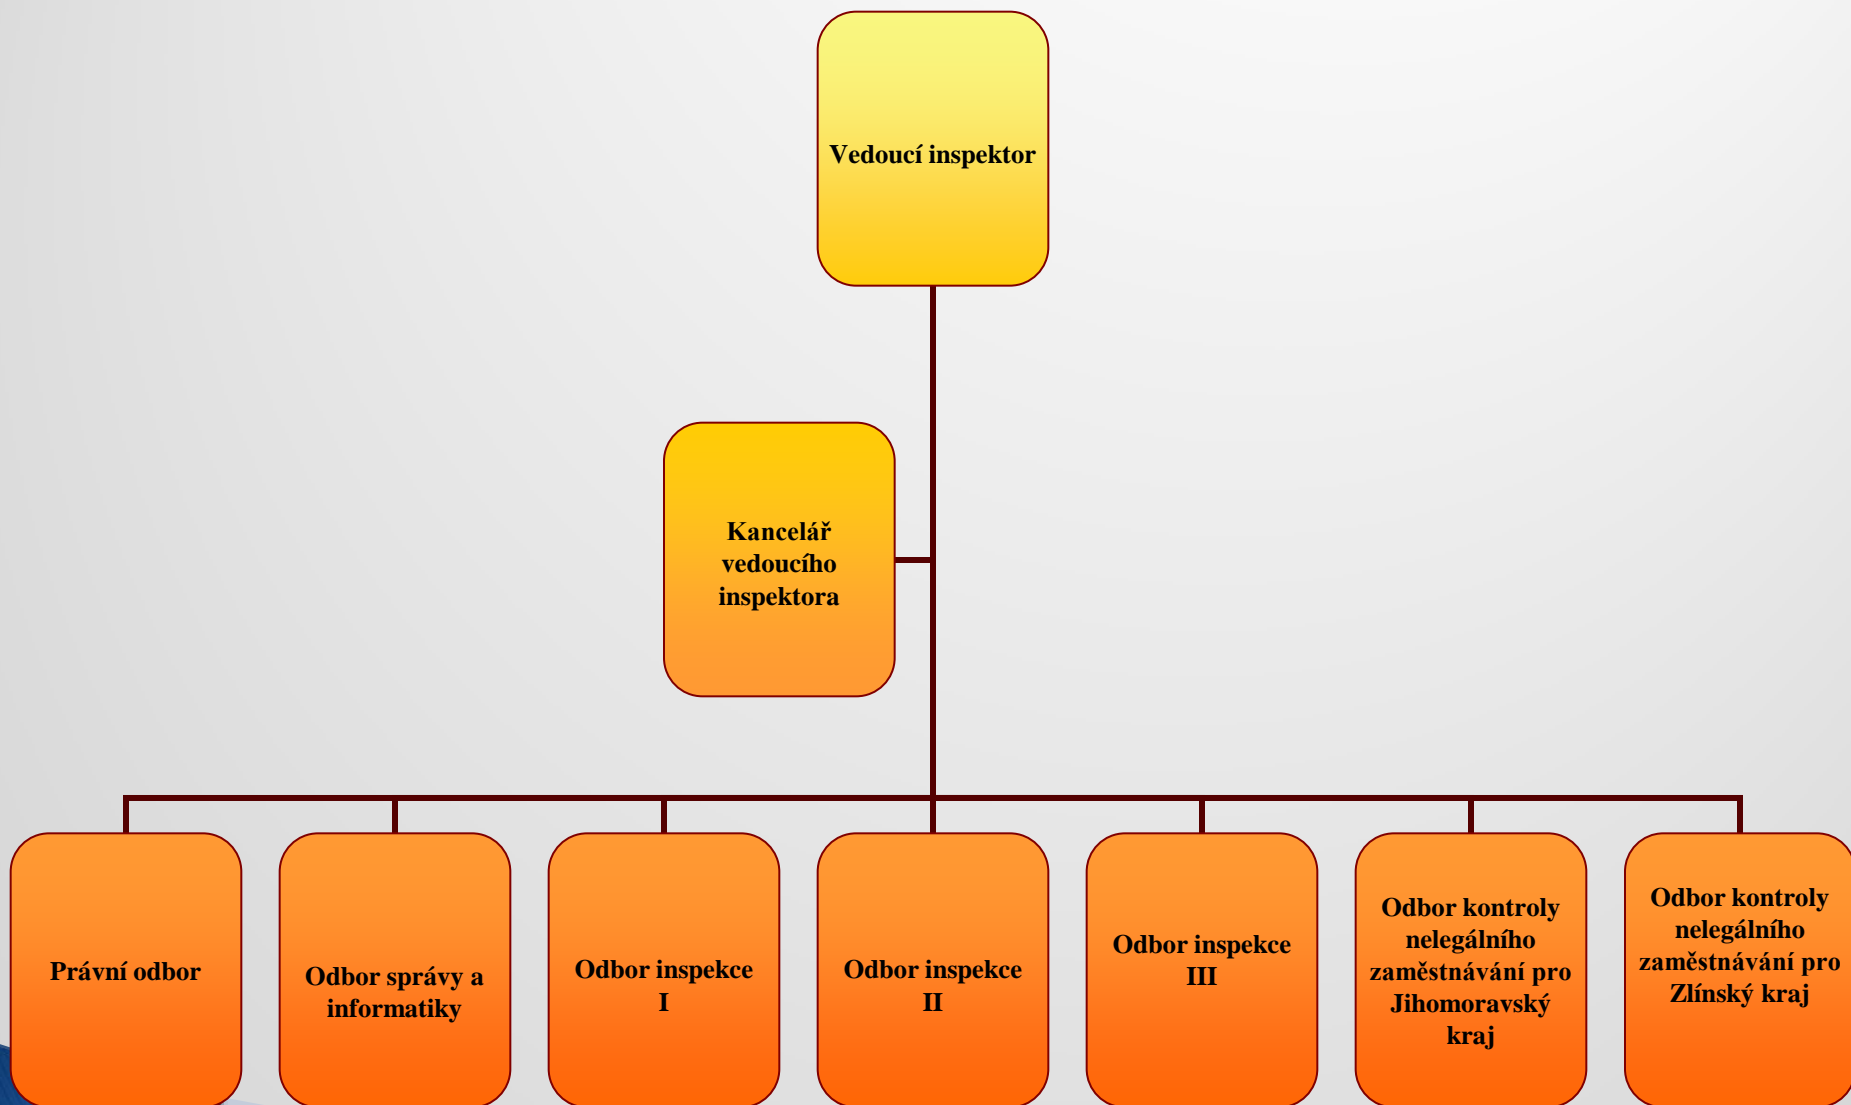 Vedoucí inspektor
Kancelář
vedoucího
inspektora
Právní odbor
Odbor správy a
informatiky
Odbor inspekce
I
Odbor inspekce
II
Odbor inspekce
III
Odbor kontroly
nelegálního
zaměstnávání pro
Jihomoravský
kraj
Odbor kontroly
nelegálního
zaměstnávání pro
Zlínský kraj